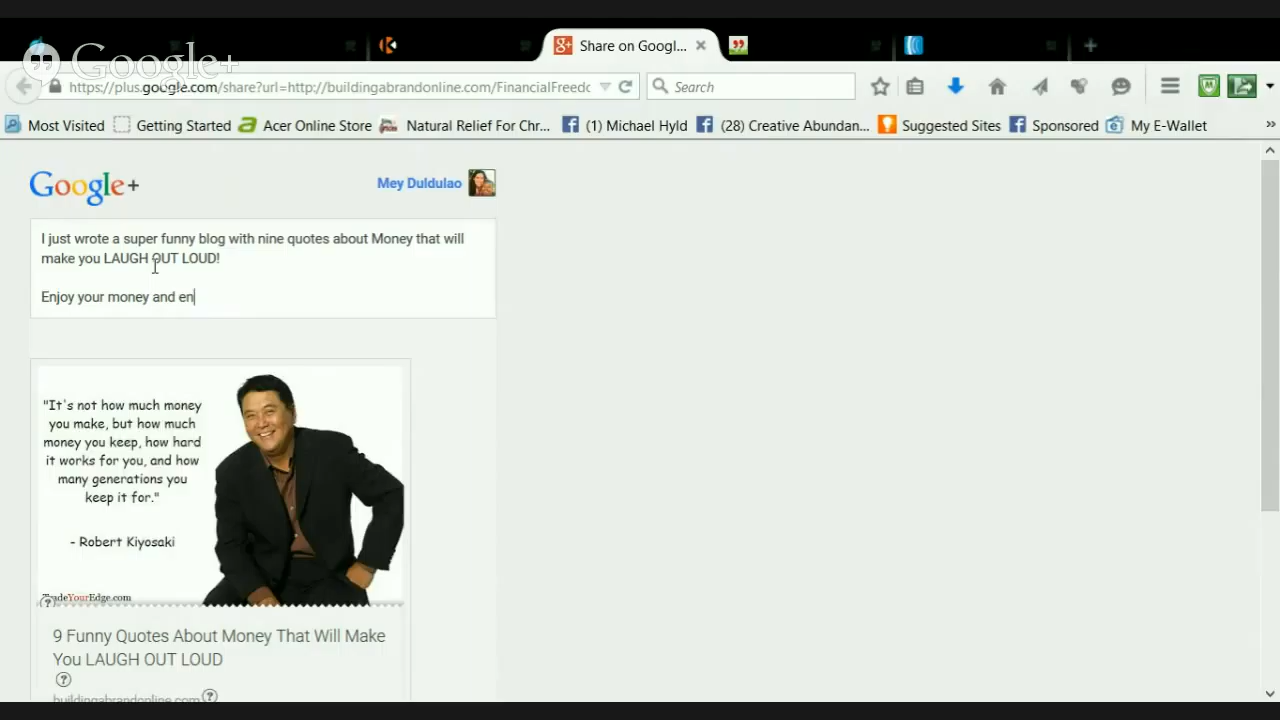 Google+
Share on Googl...
https://plus.google.com/share?url=http://buildingabrandonline.com/FinancialFreedc
Search
Most Visited
Getting Started
Acer Online Store
Natural Relief For Chr...
(1) Michael Hyld
(28) Creative Abundan...
Suggested Sites
Sponsored
My E-Wallet
Google+
Mey Duldulao
I just wrote a super funny blog with nine quotes about Money that will
make you LAUGH OUT LOUD!
Enjoy your money and en
"It's not how much money
you make, but how much
money you keep, how hard
it works for you, and how
many generations you
keep it for."
- Robert Kiyosaki
TradeYourEdge.com
9 Funny Quotes About Money That Will Make
You LAUGH OUT LOUD
buildingabrandonline.com